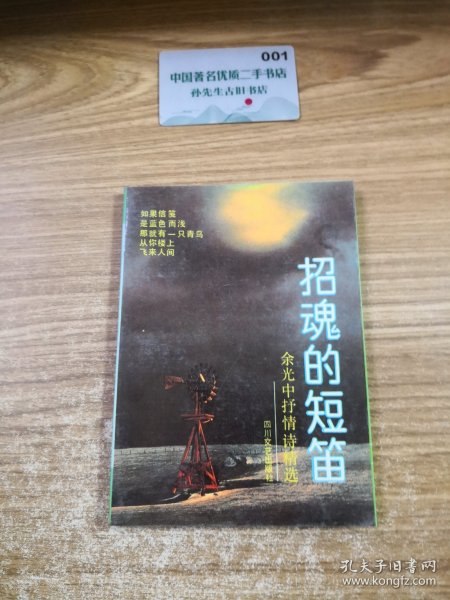 001
中国著名优质二手书店
孙先生古旧书店
如果信笺
是蓝色而浅
那就有一只青鸟
从你楼上
飞来人间
招魂的短笛
余光中抒情诗精选
四川文艺出版社
孔夫子旧书网
www.kongfz.com